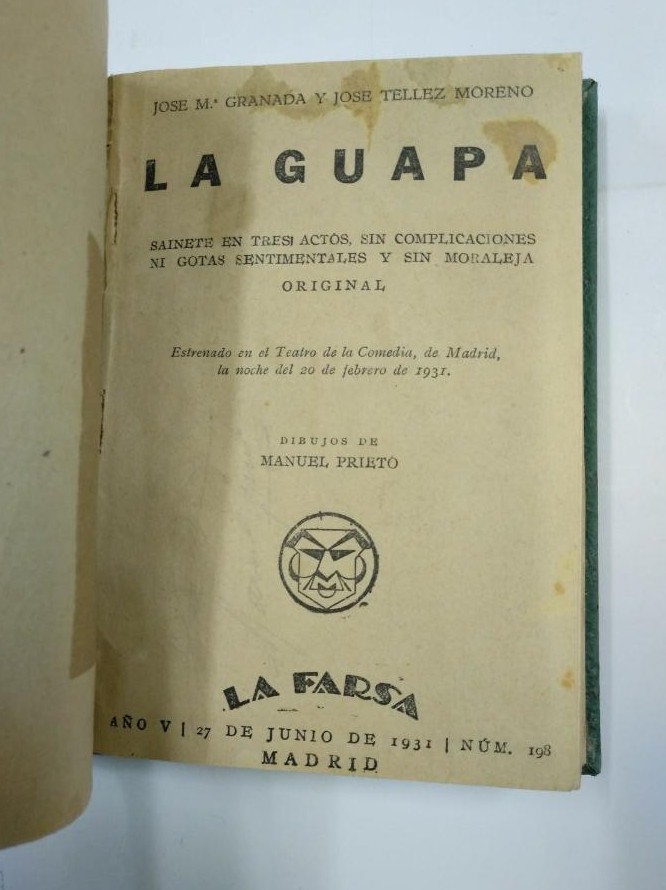 JOSE M.ª GRANADA Y JOSE TELLEZ MORENO
LA GUAPA
SAINETE EN TRES ACTOS, SIN COMPLICACIONES
NI GOTAS SENTIMENTALES Y SIN MORALEJA
ORIGINAL
Estrenado en el Teatro de la Comedia, de Madrid,
la noche del 20 de febrero de 1931.
DIBUJOS DE
MANUEL PRIETO
LA FARSA
AÑO V | 27 DE JUNIO DE 1931 | NÚM. 198
MADRID